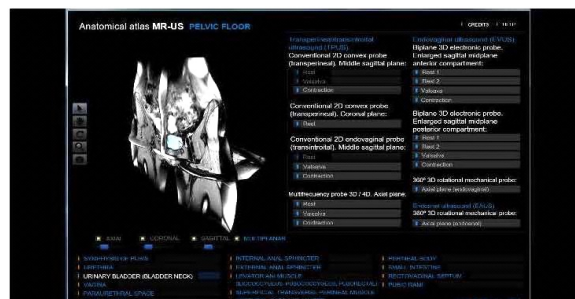 Anatomical atlas MR-US PELVIC FLOOR
CREDITS
HELP
Transperineal/transintroital
ultrasound (TPUS)
Conventional 2D convex probe
(transperineal). Middle sagittal plane:
Rest
Valsalva
Contraction
Conventional 2D convex probe
(transperineal). Coronal plane:
Rest
Conventional 2D endovaginal probe
(transintroital). Middle sagittal plane:
Rest
Valsalva
Contraction
Multifrecuency probe 3D / 4D. Axial plane:
Rest
Valsalva
Contraction
Endovaginal ultrasound (EVUS)
Biplane 3D electronic probe.
Enlarged sagittal midplane
anterior compartment:
Rest 1
Rest 2
Valsalva
Contraction
Biplane 3D electronic probe.
Enlarged sagittal midplane
posterior compartment:
Rest 1
Rest 2
Valsalva
Contraction
360º 3D rotational mechanical probe:
Axial plane (endovaginal)
Endoanal ultrasound (EAUS)
360º 3D rotational mechanical probe:
Axial plane (endoanal)
AXIAL
CORONAL
SAGITTAL
MULTIPLANAR
SYMPHYSIS OF PUBIS
URETHRA
URINARY BLADDER (BLADDER NECK)
VAGINA
PARAURETHRAL SPACE
INTERNAL ANAL SPHINCTER
EXTERNAL ANAL SPHINCTER
LEVATOR ANI MUSCLE
SUPERFICIAL TRANSVERSE PERINEAL MUSCLE
PERINEAL BODY
SMALL INTESTINE
RECTOVAGINAL SEPTUM
PUBIC RAMI